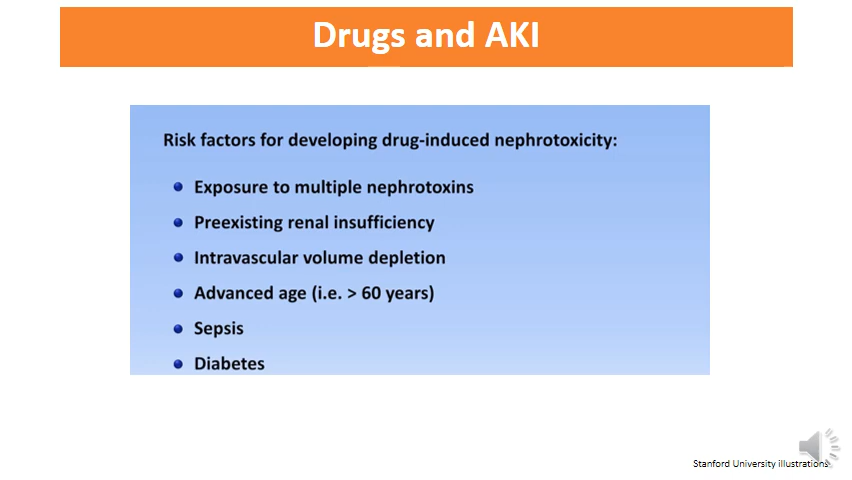 Drugs and AKI
Risk factors for developing drug-induced nephrotoxicity:
Exposure to multiple nephrotoxins
Preexisting renal insufficiency
Intravascular volume depletion
Advanced age (i.e. > 60 years)
Sepsis
Diabetes
Stanford University illustrations